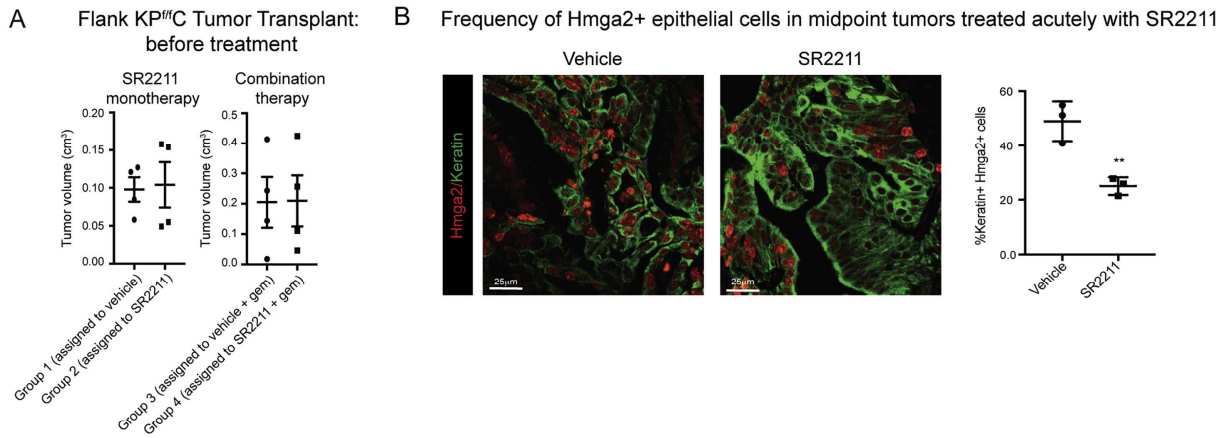 A
Flank KPf/fC Tumor Transplant:
before treatment
SR2211
monotherapy
Tumor volume (cm³)
0.20
0.15
0.10
0.05
0.00
Group 1 (assigned to vehicle)
Group 2 (assigned to SR2211)
Combination
therapy
Tumor volume (cm³)
0.5
0.4
0.3
0.2
0.1
0.0
Group 3 (assigned to vehicle + gem)
Group 4 (assigned to SR2211 + gem)
B
Frequency of Hmga2+ epithelial cells in midpoint tumors treated acutely with SR2211
Vehicle
SR2211
Hmga2/Keratin
25µm
25µm
%Keratin+ Hmga2+ cells
60
40
20
0.0
**
Vehicle
SR2211